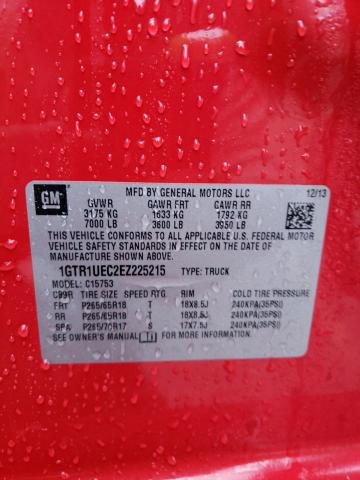 GM MFD BY GENERAL MOTORS LLC 12/13
GVWR GAWR FRT GAWR RR
3175 KG 1633 KG 1792 KG
7000 LB 3600 LB 3950 LB
THIS VEHICLE CONFORMS TO ALL APPLICABLE U.S. FEDERAL MOTOR
VEHICLE SAFETY STANDARDS IN EFFECT ON THE DATE OF
MANUFACTURE SHOWN ABOVE.
1GTR1UEC2EZ225215 TYPE: TRUCK
MODEL: C15753
TIRE SIZE SPEED RTG RIM COLD TIRE PRESSURE
FRT P265/65R18 T 18X8.5J 240KPA(35PSI)
RR P265/65R18 T 18X8.5J 240KPA(35PSI)
SPA P265/70R17 T 17X7.5J 240KPA(35PSI)
SEE OWNER'S MANUAL FOR MORE INFORMATION.